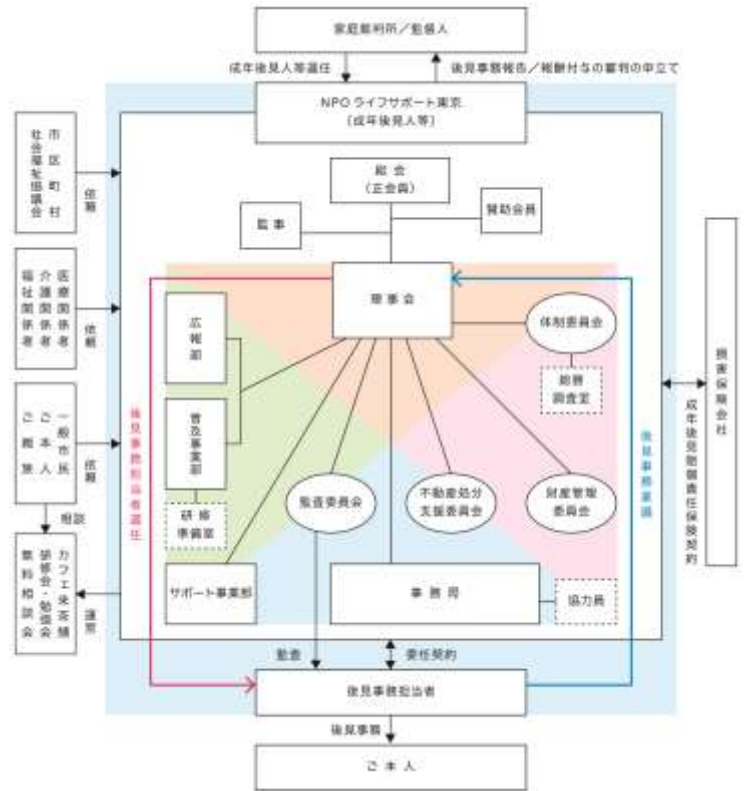 家庭裁判所／監督人
成年後見人等選任
後見事務報告／報酬付与の審判の申立て
NPOライフサポート東京
(成年後見人等)
市区町村
社会福祉協議会
依頼
総会
(正会員)
監事
賛助会員
医療関係者
介護関係者
福祉関係者
依頼
理事会
広報部
体制委員会
総務
調査室
損害保険会社
成年後見賠償責任保険契約
一般市民
ご本人
ご親族
依頼
後見事務担当者選任
普及事業部
研修
準備室
監査委員会
不動産処分
支援委員会
財産管理
委員会
相談
カフェ未茶舗
研修会・勉強会
無料相談会
運営
サポート事業部
事務局
協力員
監査
委任契約
後見事務担当者
後見事務
ご本人